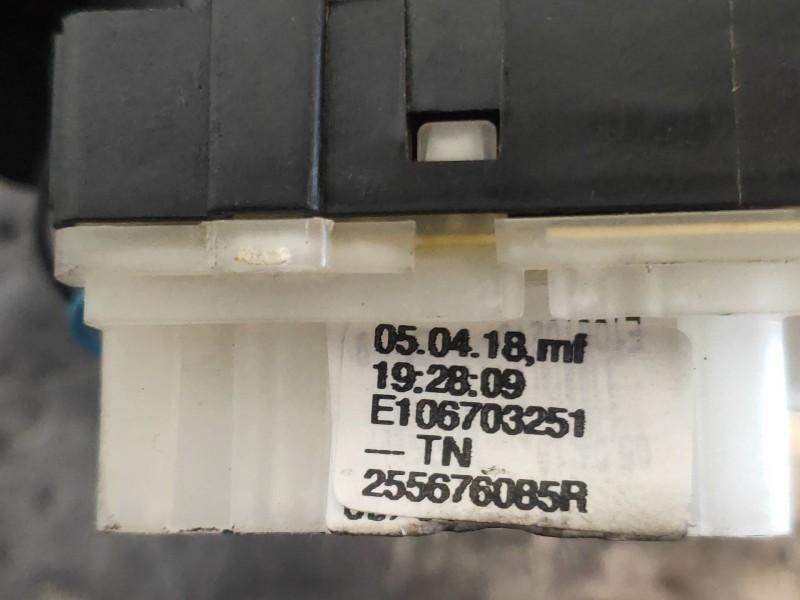 05.04.18,mf
19:28:09
E106703251
— TN
255676085R